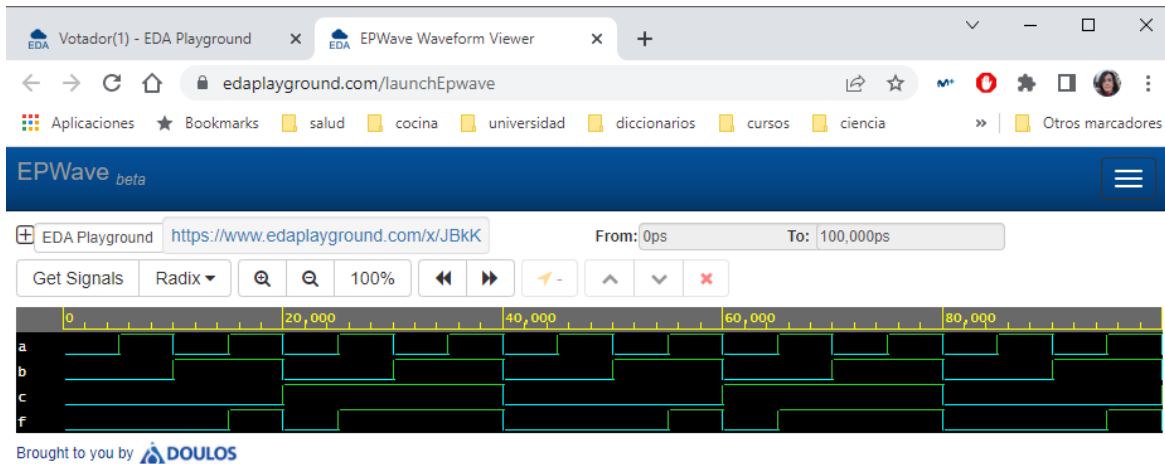 EDA Votador(1) - EDA Playground EDA EPWave Waveform Viewer
edaplayground.com/launchEpwave M+
Aplicaciones Bookmarks salud cocina universidad diccionarios cursos ciencia » Otros marcadores
EPWave beta
EDA Playground https://www.edaplayground.com/x/JBkK From: 0ps To: 100,000ps
Get Signals Radix 100% -
0 20,000 40,000 60,000 80,000
a
b
c
f
Brought to you by DOULOS